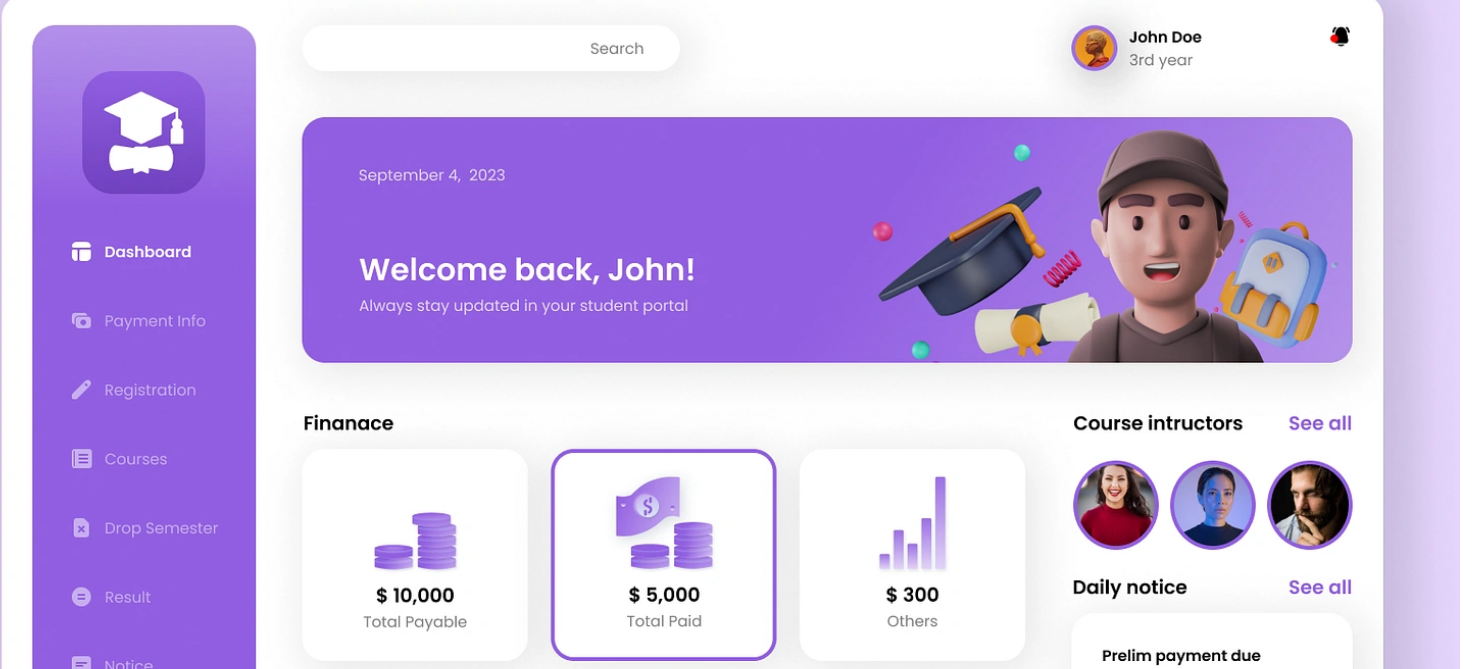 Search
John Doe
3rd year
Dashboard
Payment Info
Registration
Courses
Drop Semester
Result
Notice
September 4, 2023
Welcome back, John!
Always stay updated in your student portal
Finanace
$ 10,000
Total Payable
$ 5,000
Total Paid
$ 300
Others
Course intructors
See all
Daily notice
See all
Prelim payment due